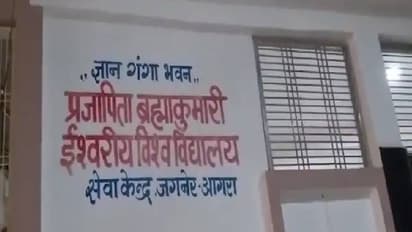 ,, ज्ञान गंगा भवन ,,
प्रजापिता ब्रह्माकुमारी
ईश्वरीय विश्व विद्यालय
सेवा केन्द्र जगनेर-आगरा